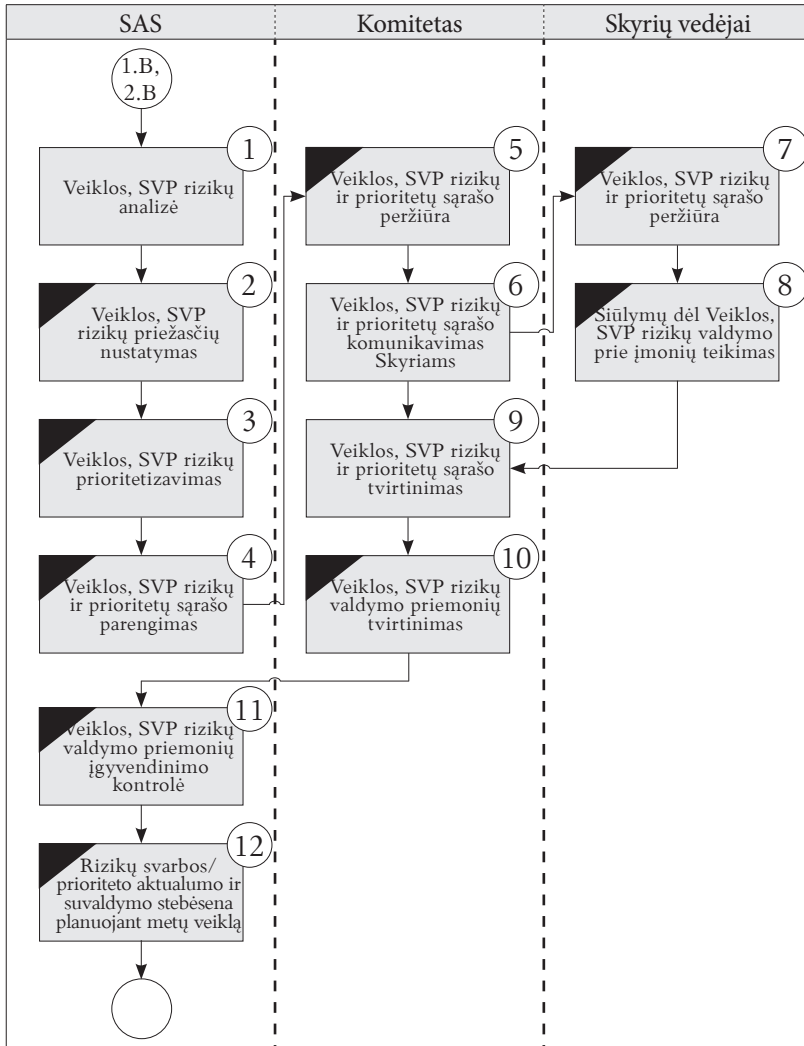 SAS
Komitetas
Skyrių vedėjai
1.B,
2.B
1
Veiklos, SVP rizikų
analizė
2
Veiklos, SVP
rizikų priežasčių
nustatymas
3
Veiklos, SVP rizikų
prioritetizavimas
4
Veiklos, SVP rizikų
ir prioritetų sąrašo
parengimas
5
Veiklos, SVP rizikų
ir prioritetų sąrašo
peržiūra
6
Veiklos, SVP rizikų
ir prioritetų sąrašo
komunikavimas
Skyriams
7
Veiklos, SVP rizikų
ir prioritetų sąrašo
peržiūra
8
Siūlymų dėl Veiklos,
SVP rizikų valdymo
prie įmonių teikimas
9
Veiklos, SVP rizikų
ir prioritetų sąrašo
tvirtinimas
10
Veiklos, SVP rizikų
valdymo priemonių
tvirtinimas
11
Veiklos, SVP rizikų
valdymo priemonių
įgyvendinimo
kontrolė
12
Rizikų svarbos/
prioriteto aktualumo ir
suvaldymo stebėsena
planuojant metų veiklą